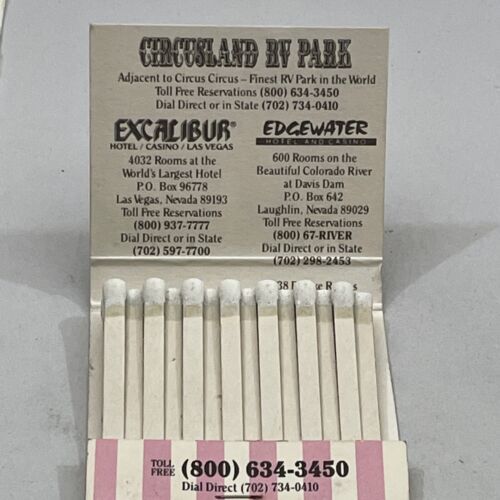 CIRCUSLAND RV PARK
Adjacent to Circus Circus – Finest RV Park in the World
Toll Free Reservations (800) 634-3450
Dial Direct or in State (702) 734-0410
EXCALIBUR®
HOTEL / CASINO / LAS VEGAS
4032 Rooms at the
World's Largest Hotel
P.O. Box 96778
Las Vegas, Nevada 89193
Toll Free Reservations
(800) 937-7777
Dial Direct or in State
(702) 597-7700
EDGEWATER
HOTEL AND CASINO
600 Rooms on the
Beautiful Colorado River
at Davis Dam
P.O. Box 642
Laughlin, Nevada 89029
Toll Free Reservations
(800) 67-RIVER
Dial Direct or in State
(702) 298-2453
TOLL FREE (800) 634-3450
Dial Direct (702) 734-0410